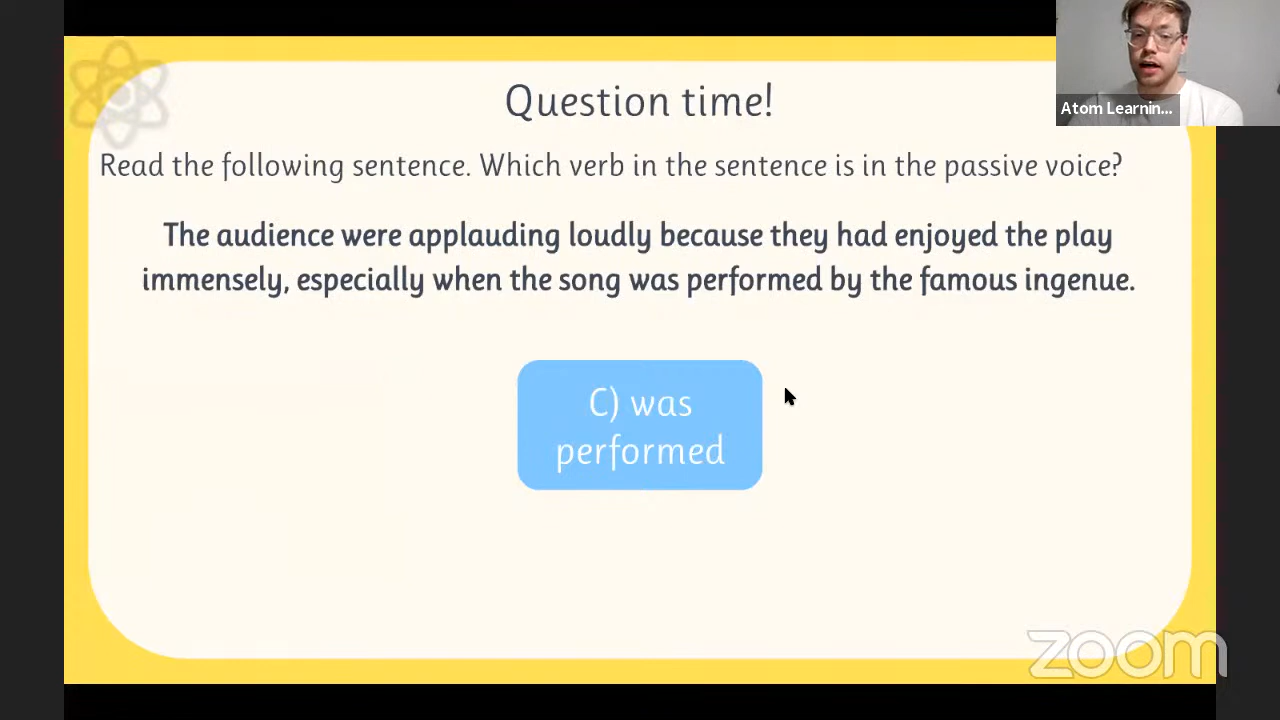 Question time!
Atom Learnin...
Read the following sentence. Which verb in the sentence is in the passive voice?
The audience were applauding loudly because they had enjoyed the play
immensely, especially when the song was performed by the famous ingenue.
C) was
performed
zoom